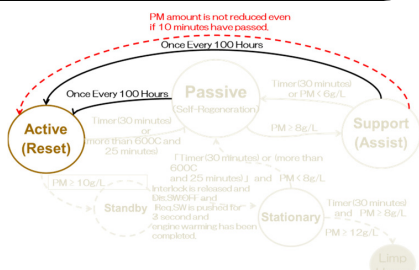 PM amount is not reduced even
if 10 minutes have passed.
Once Every 100 Hours
Once Every 100 Hours
Passive
(Self-Regeneration)
Timer(30 minutes)
or PM<6g/L
Active
(Reset)
Timer(30 minutes)
or
(more than 600C and
25 minutes)
PM≥8g/L
Support
(Assist)
「Timer(30 minutes) or (more than
600C
and 25 minutes)」 and PM<8g/L
PM≥10g/L
Standby
Interlock is released and
SW.OFF and
Req.SW is pushed for
3 second and
engine warming has been
completed.
Stationary
Timer(30 minutes)
and PM≥8g/L
PM≥12g/L
Limp